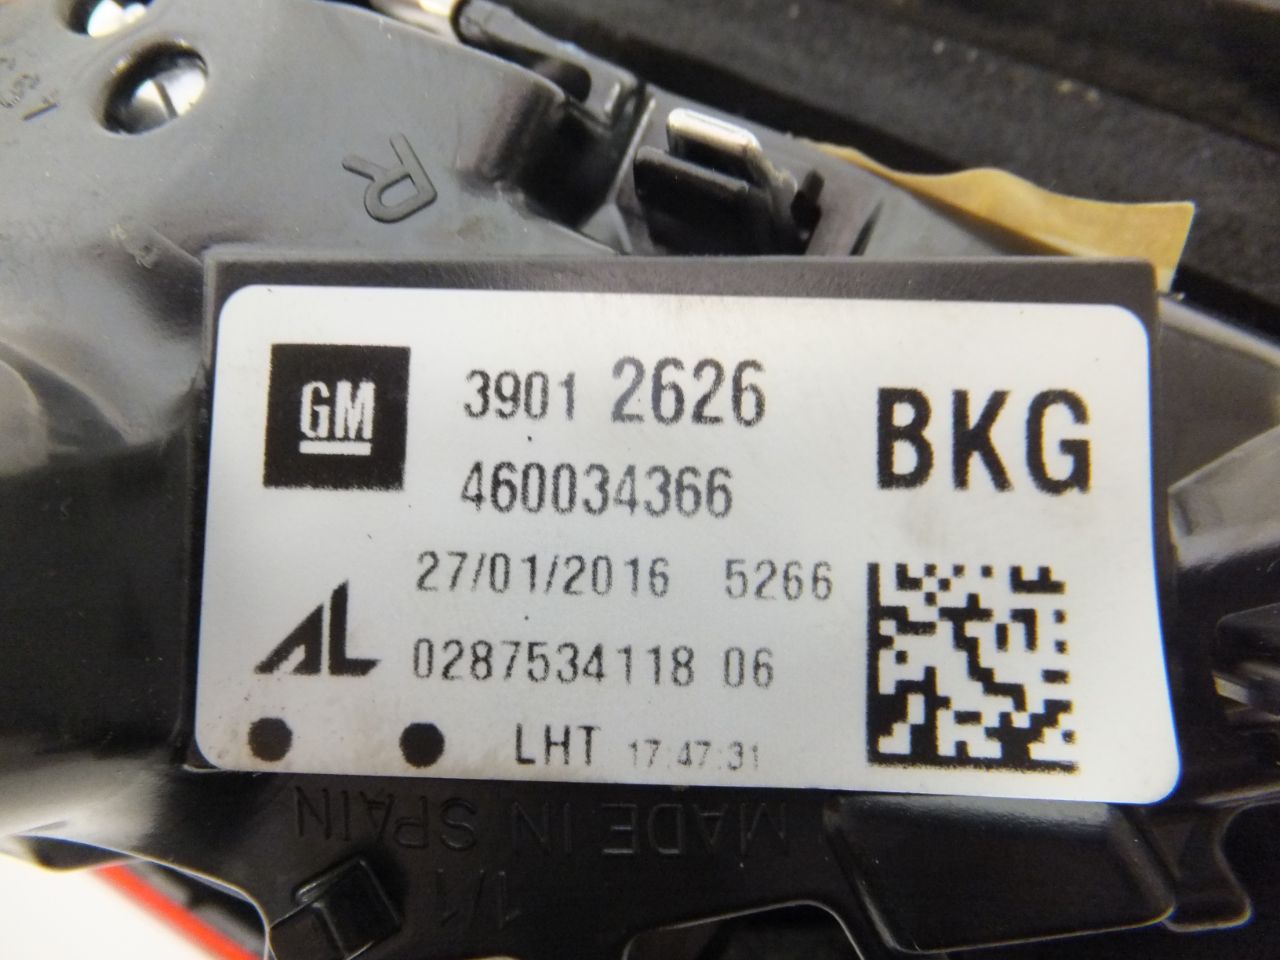 R
GM
3901 2626
BKG
460034366
27/01/2016 5266
AL
0287534118 06
LHT 17:47:31
MADE IN SPAIN
1/1